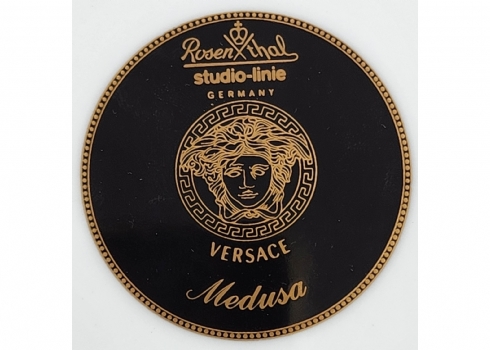 Rosenthal
studio-linie
GERMANY
VERSACE
Medusa